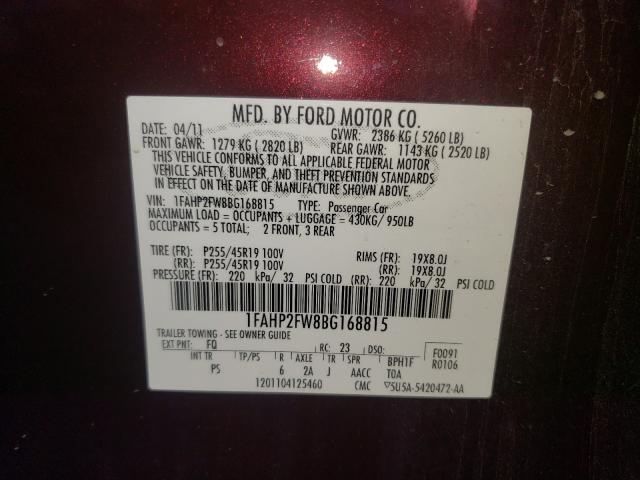 MFD. BY FORD MOTOR CO.
DATE: 04/11 GVWR: 2386 KG ( 5260 LB)
FRONT GAWR: 1279 KG ( 2820 LB) REAR GAWR: 1143 KG ( 2520 LB)
THIS VEHICLE CONFORMS TO ALL APPLICABLE FEDERAL MOTOR
VEHICLE SAFETY, BUMPER, AND THEFT PREVENTION STANDARDS
IN EFFECT ON THE DATE OF MANUFACTURE SHOWN ABOVE.
VIN: 1FAHP2FW8BG168815 TYPE: Passenger Car
MAXIMUM LOAD = OCCUPANTS + LUGGAGE = 430KG/ 950LB
OCCUPANTS = 5 TOTAL; 2 FRONT, 3 REAR
TIRE (FR): P255/45R19 100V RIMS (FR): 19X8.0J
(RR): P255/45R19 100V (RR): 19X8.0J
PRESSURE (FR): 220 kPa/ 32 PSI COLD (RR): 220 kPa/ 32 PSI COLD
1FAHP2FW8BG168815
TRAILER TOWING - SEE OWNER GUIDE
EXT PNT: FQ RC: 23 DSO: F0091
INT TR TP/PS R AXLE TR SPR BPH1F R0106
PS 6 2A J AACC TOA
1201104125460 CMC ▽5U5A-5420472-AA